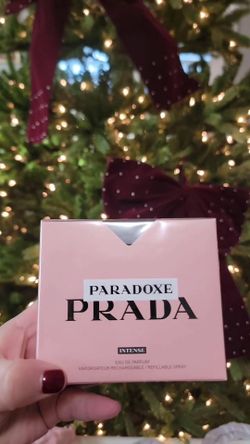 PARADOXE
PRADA
INTENSE
EAU DE PARFUM
VAPORISATEUR RECHARGEABLE - REFILLABLE SPRAY